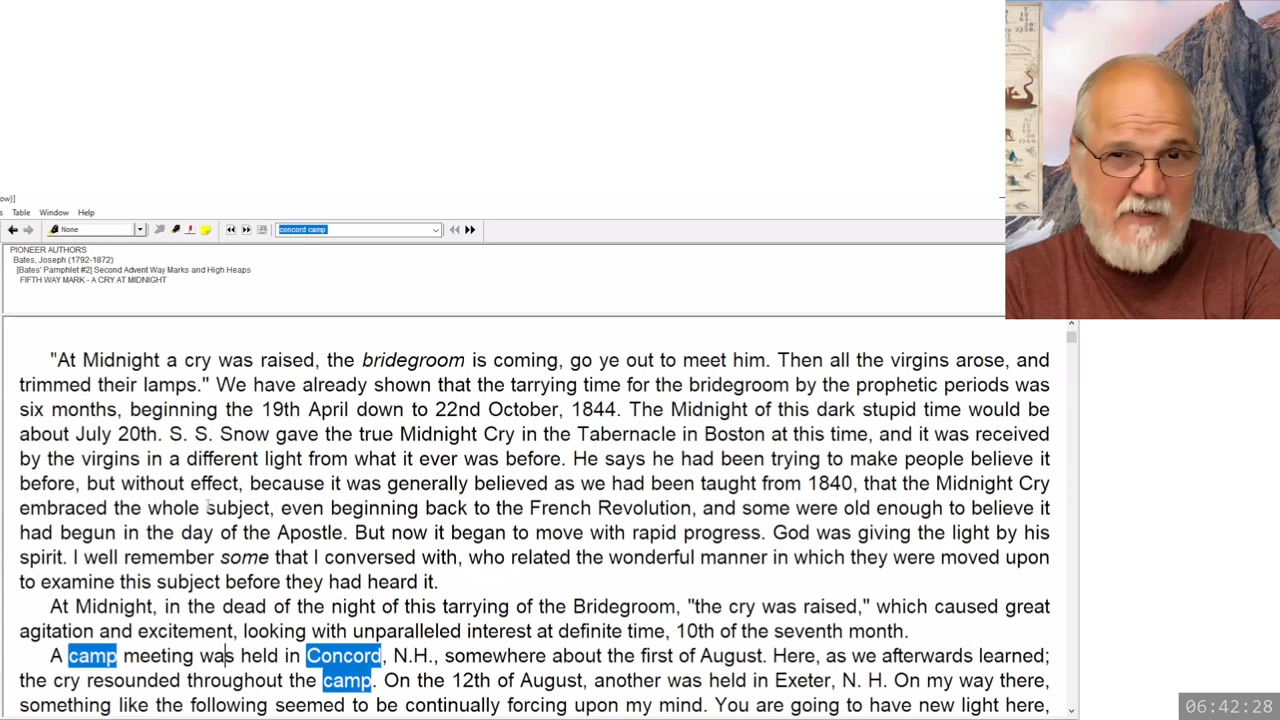 ow)]
s Table Window Help
None concord camp
PIONEER AUTHORS
Bates, Joseph (1792-1872)
[Bates' Pamphlet #2] Second Advent Way Marks and High Heaps
FIFTH WAY MARK - A CRY AT MIDNIGHT
"At Midnight a cry was raised, the bridegroom is coming, go ye out to meet him. Then all the virgins arose, and
trimmed their lamps." We have already shown that the tarrying time for the bridegroom by the prophetic periods was
six months, beginning the 19th April down to 22nd October, 1844. The Midnight of this dark stupid time would be
about July 20th. S. S. Snow gave the true Midnight Cry in the Tabernacle in Boston at this time, and it was received
by the virgins in a different light from what it ever was before. He says he had been trying to make people believe it
before, but without effect, because it was generally believed as we had been taught from 1840, that the Midnight Cry
embraced the whole subject, even beginning back to the French Revolution, and some were old enough to believe it
had begun in the day of the Apostle. But now it began to move with rapid progress. God was giving the light by his
spirit. I well remember some that I conversed with, who related the wonderful manner in which they were moved upon
to examine this subject before they had heard it.
At Midnight, in the dead of the night of this tarrying of the Bridegroom, "the cry was raised," which caused great
agitation and excitement, looking with unparalleled interest at definite time, 10th of the seventh month.
A camp meeting was held in Concord, N.H., somewhere about the first of August. Here, as we afterwards learned;
the cry resounded throughout the camp. On the 12th of August, another was held in Exeter, N. H. On my way there,
something like the following seemed to be continually forcing upon my mind. You are going to have new light here,
06:42:28